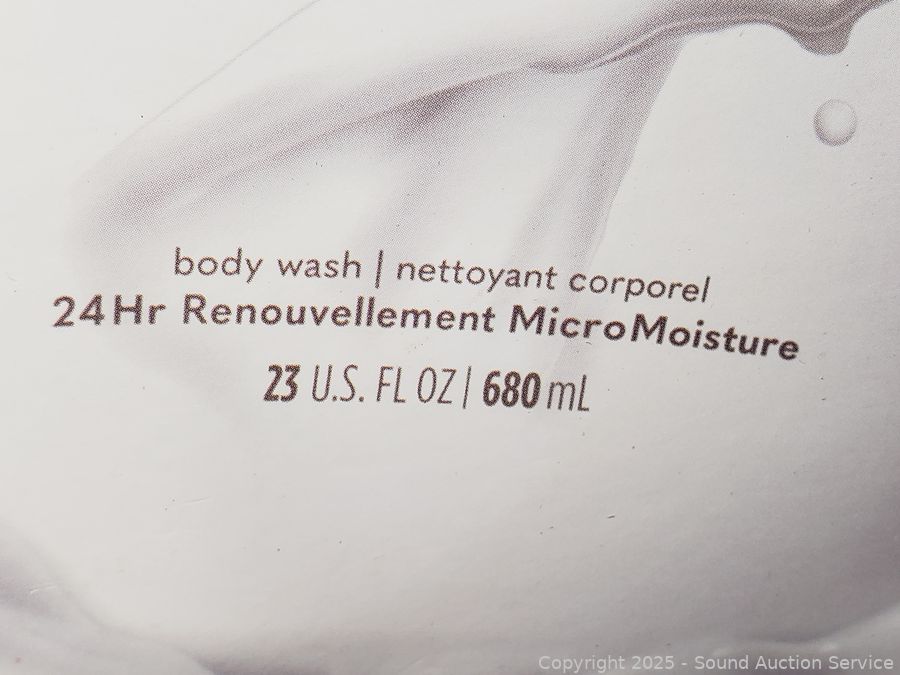 body wash | nettoyant corporel
24Hr Renouvellement MicroMoisture
23 U.S. FL OZ | 680 mL
Copyright 2025 - Sound Auction Service